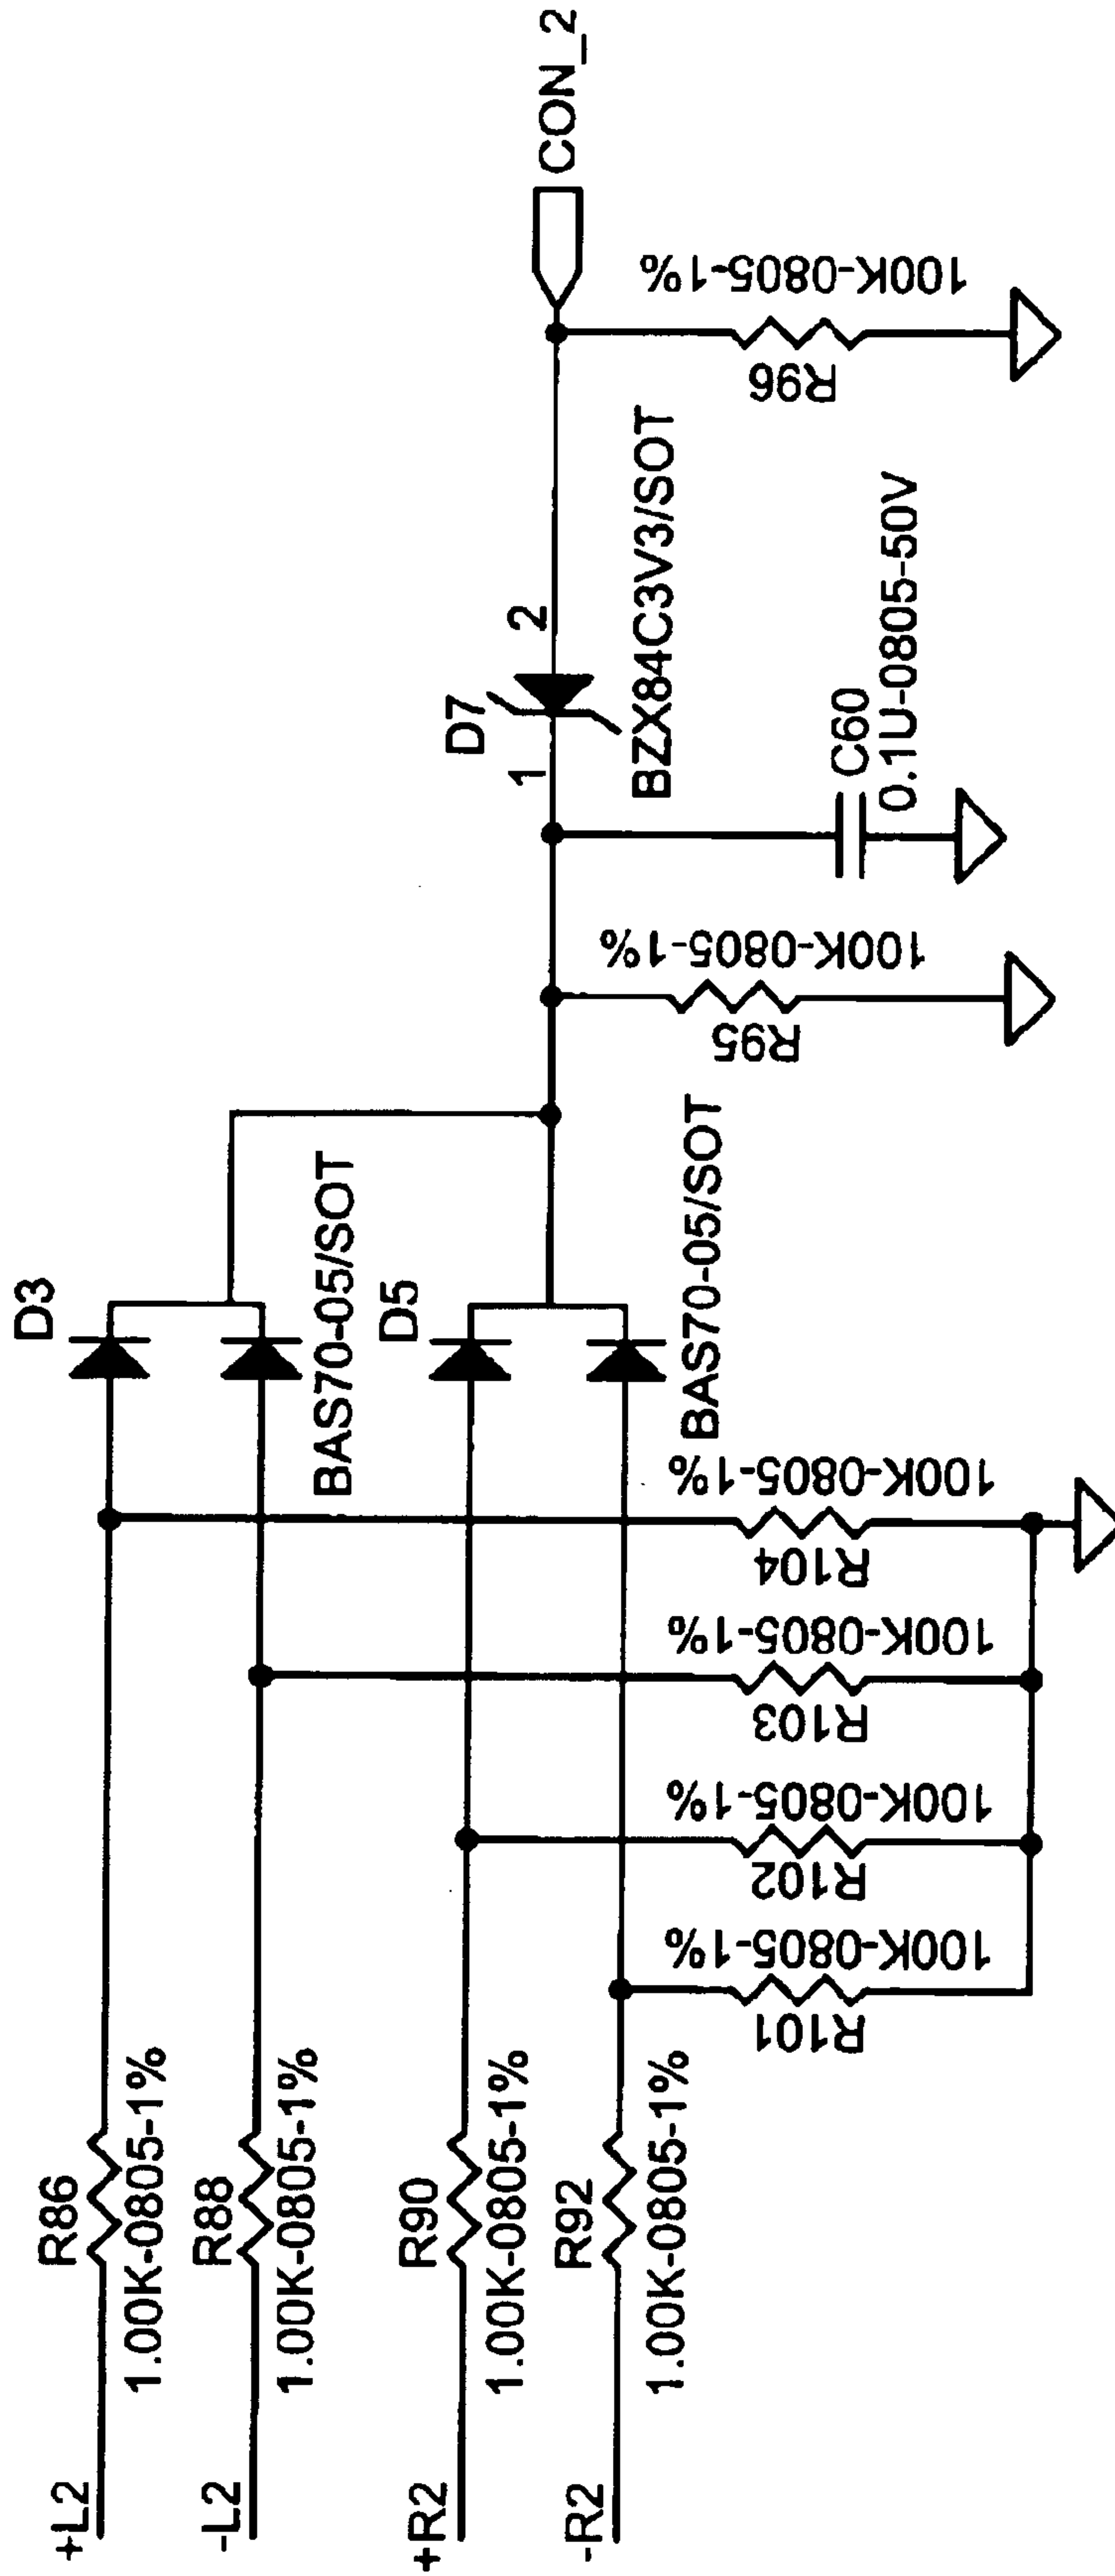 +L2
R86
1.00K-0805-1%
-L2
R88
1.00K-0805-1%
+R2
R90
1.00K-0805-1%
-R2
R92
1.00K-0805-1%
R101
100K-0805-1%
R102
100K-0805-1%
R103
100K-0805-1%
R104
100K-0805-1%
D3
BAS70-05/SOT
D5
BAS70-05/SOT
R95
100K-0805-1%
C60
0.1U-0805-50V
D7
1
2
BZX84C3V3/SOT
R96
100K-0805-1%
CON_2